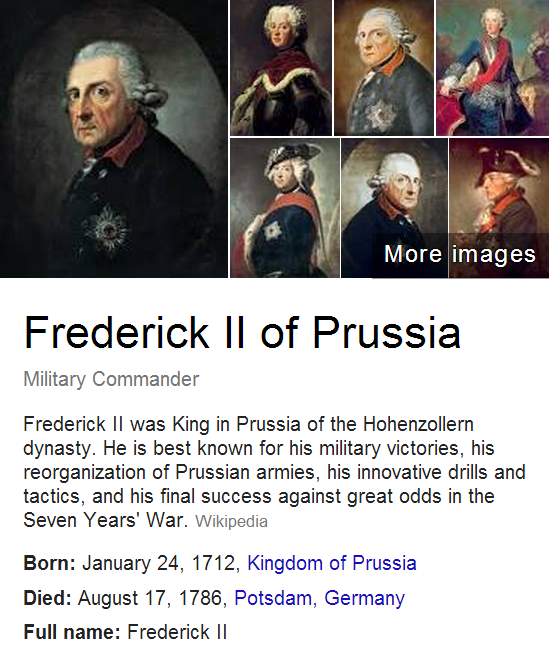 More images
Frederick II of Prussia
Military Commander
Frederick II was King in Prussia of the Hohenzollern
dynasty. He is best known for his military victories, his
reorganization of Prussian armies, his innovative drills and
tactics, and his final success against great odds in the
Seven Years' War. Wikipedia
Born: January 24, 1712, Kingdom of Prussia
Died: August 17, 1786, Potsdam, Germany
Full name: Frederick II